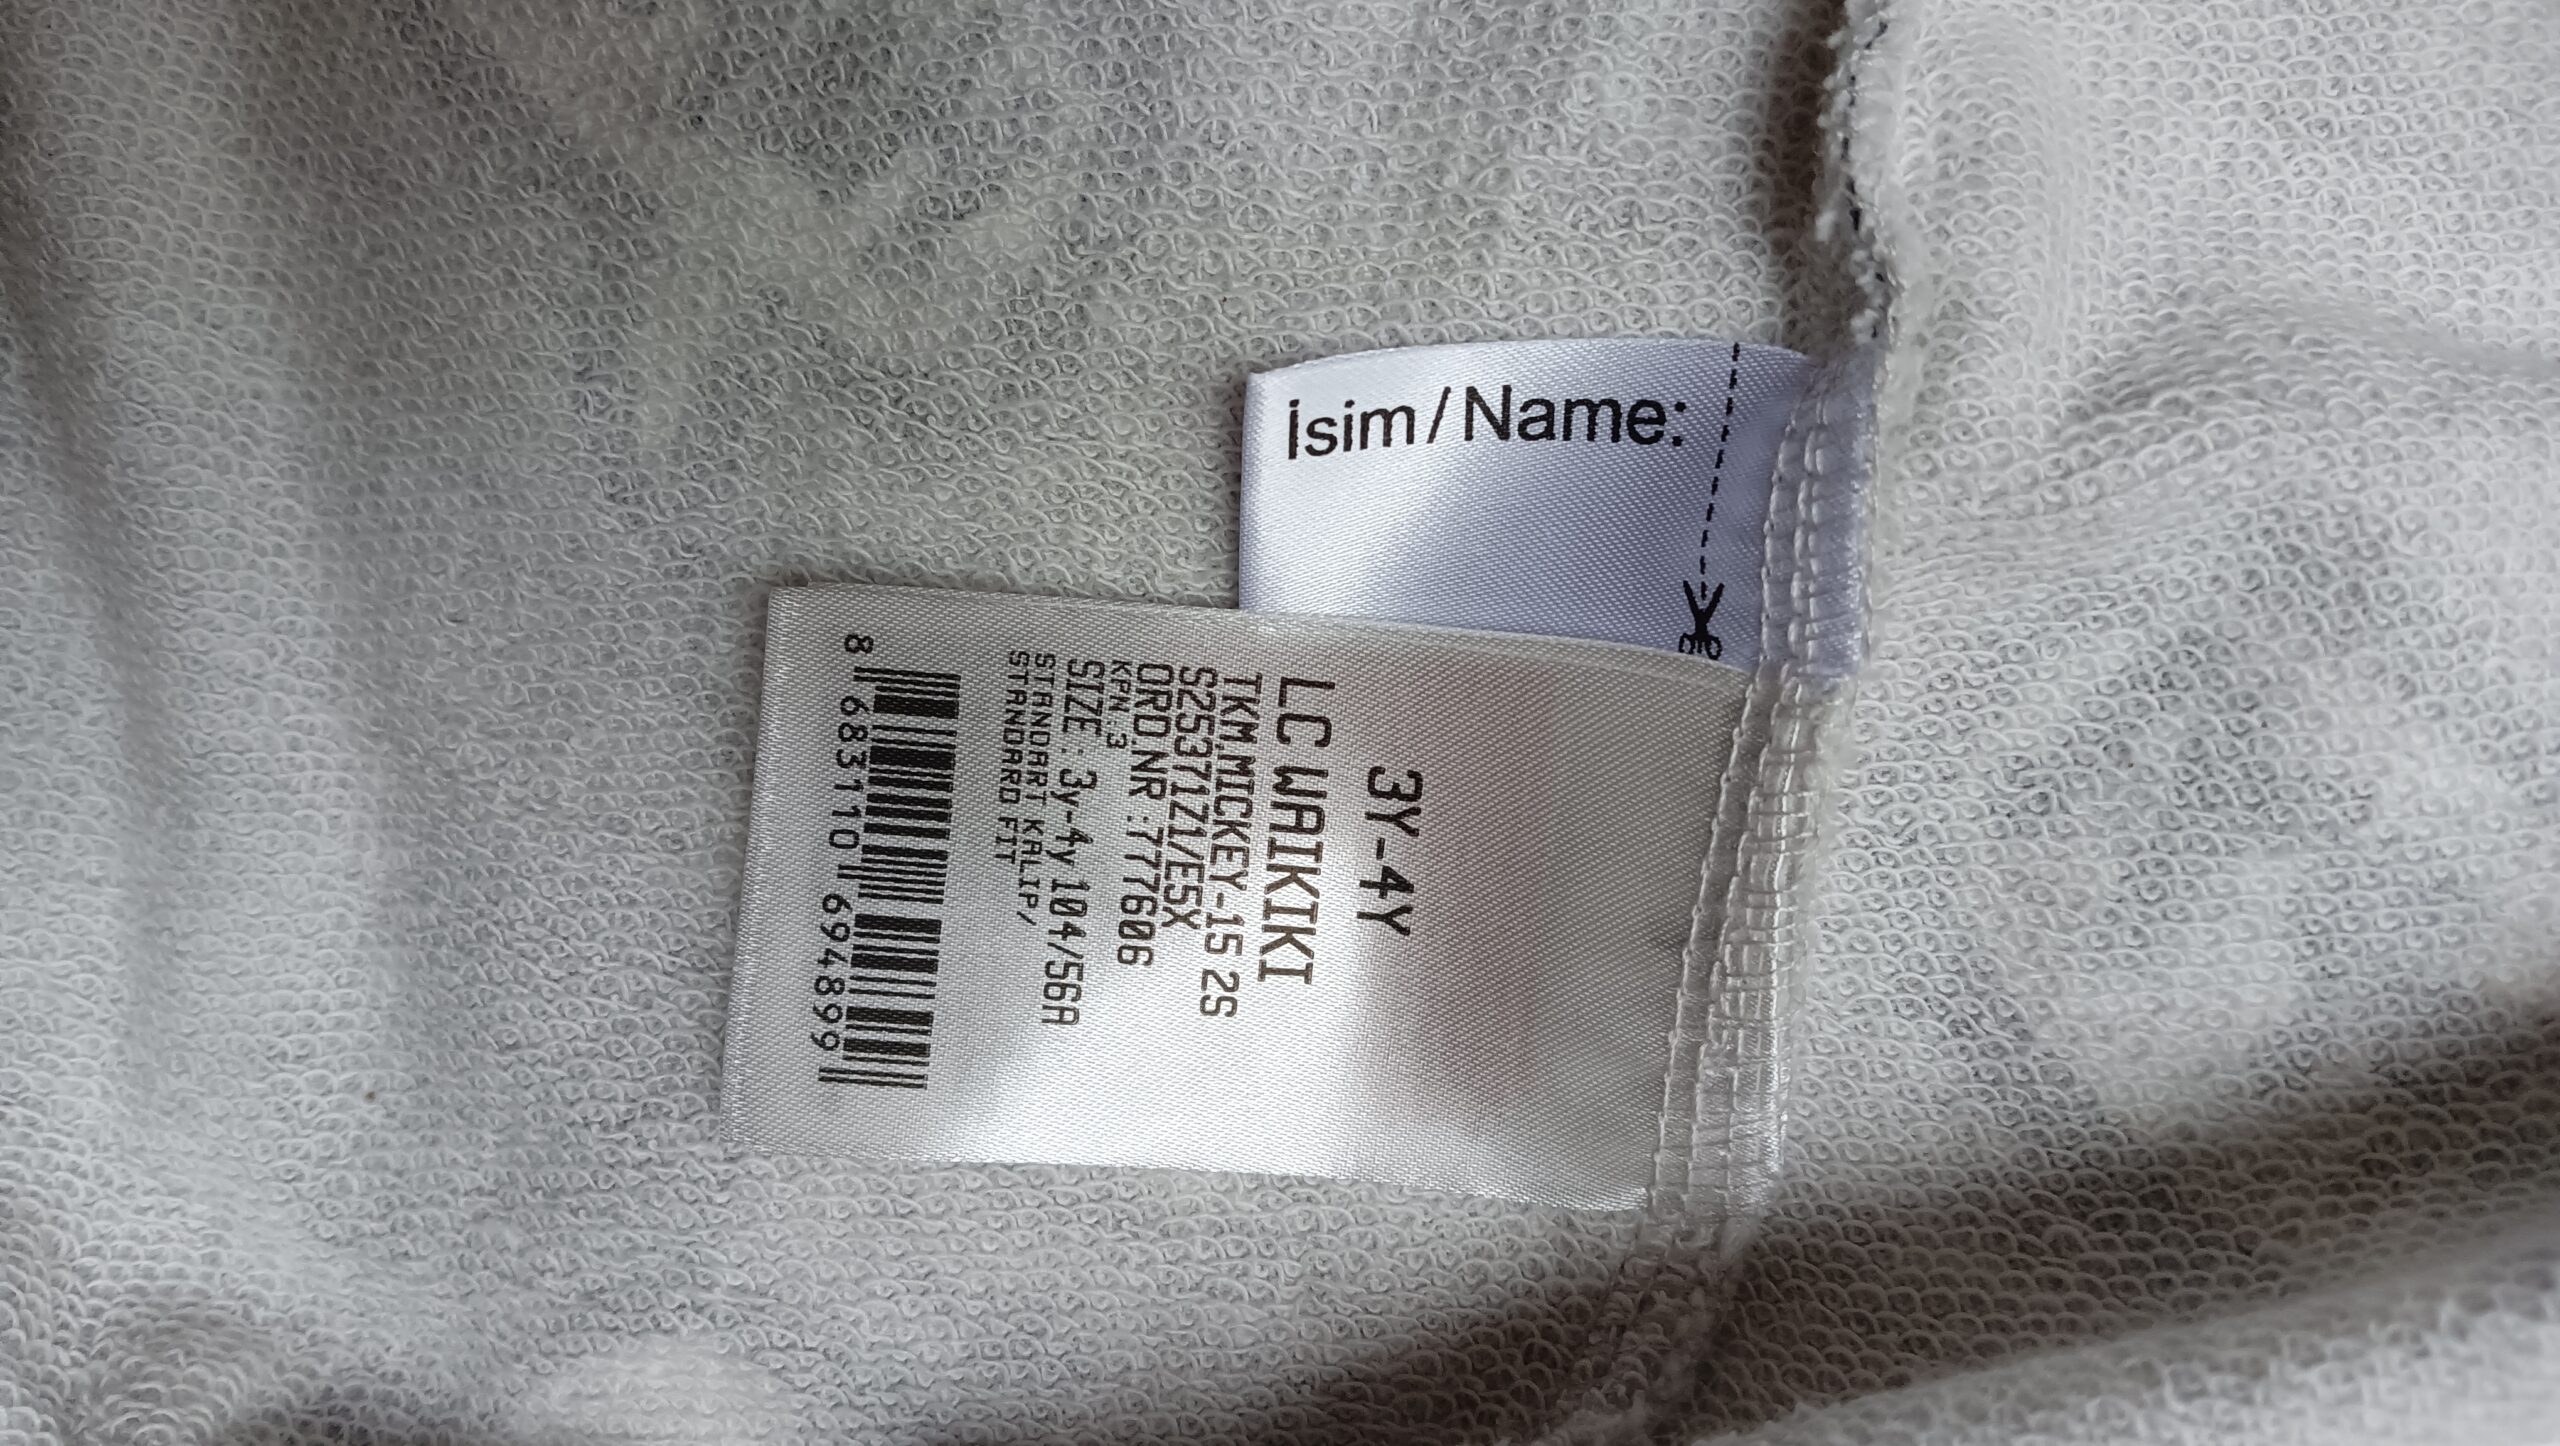 İsim/Name:
3Y-4Y
LC WAIKIKI
TKM.MICKEY-15 2S
S25371Z1/E5X
ORD.NR :7777606
KPN.3
SIZE : 3y-4y 104/56A
STANDART KALIP/
STANDARD FIT
8 683110 694899